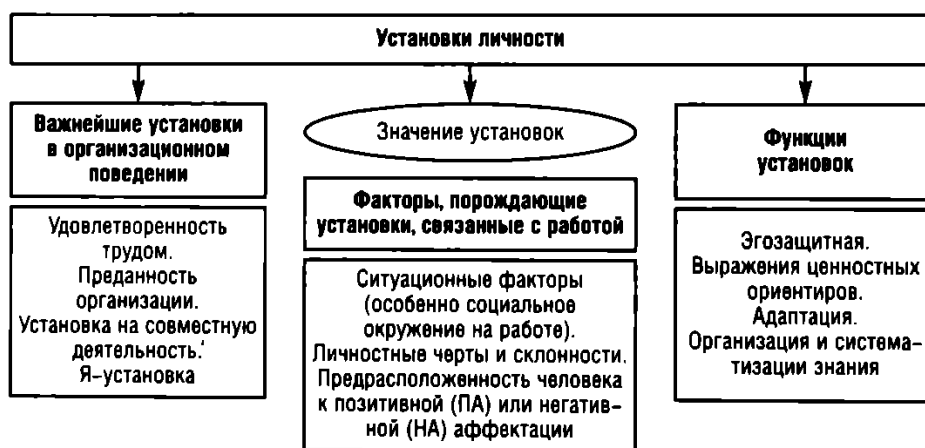 Установки личности
Важнейшие установки
в организационном
поведении
Удовлетворенность
трудом.
Преданность
организации.
Установка на совместную
деятельность.
Я-установка
Значение установок
Факторы, порождающие
установки, связанные с работой
Ситуационные факторы
(особенно социальное
окружение на работе).
Личностные черты и склонности.
Предрасположенность человека
к позитивной (ПА) или негатив-
ной (НА) аффектации
Функции
установок
Эгозащитная.
Выражения ценностных
ориентиров.
Адаптация.
Организация и система-
тизации знания